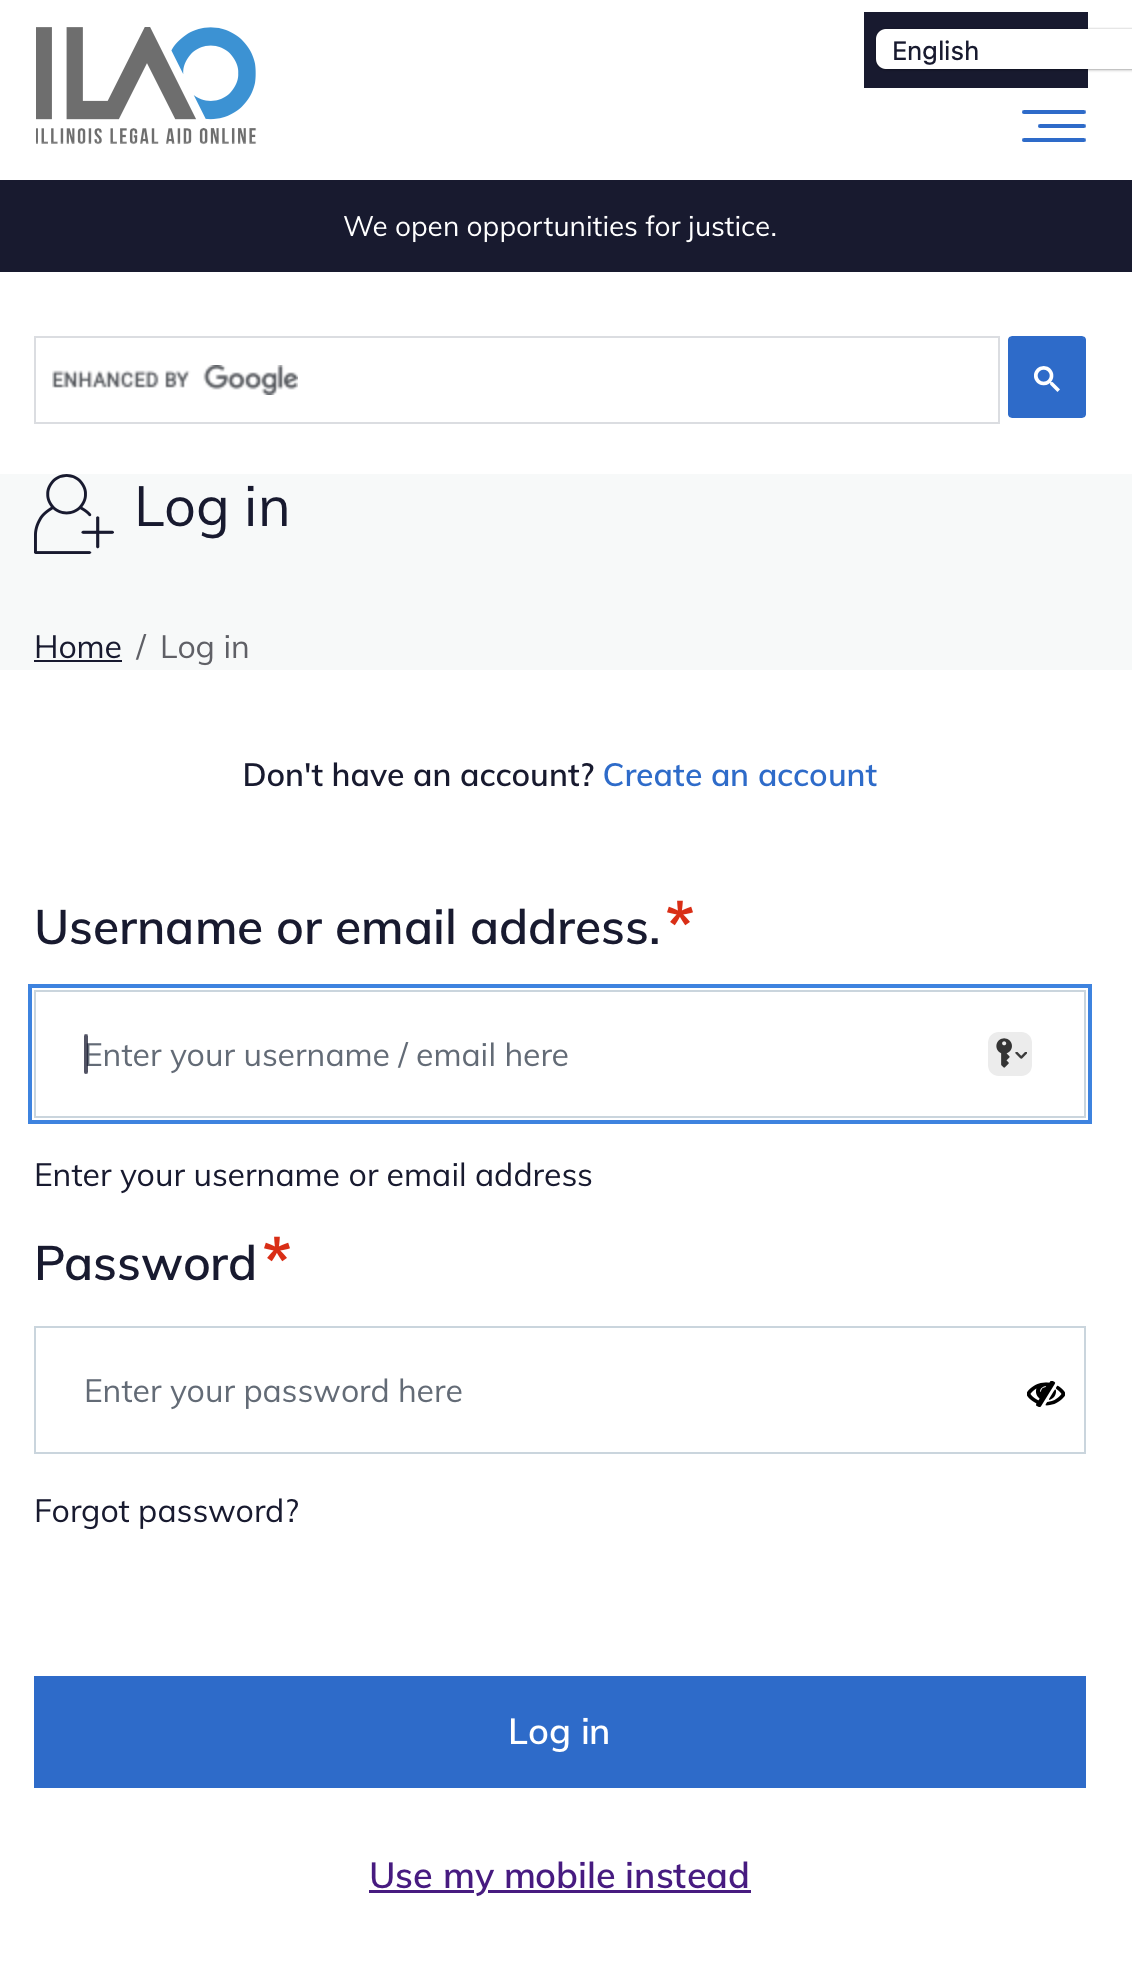 ILAO
ILLINOIS LEGAL AID ONLINE
English
We open opportunities for justice.
ENHANCED BY Google
Log in
Home / Log in
Don't have an account? Create an account
Username or email address.*
Enter your username / email here
Enter your username or email address
Password*
Enter your password here
Forgot password?
Log in
Use my mobile instead